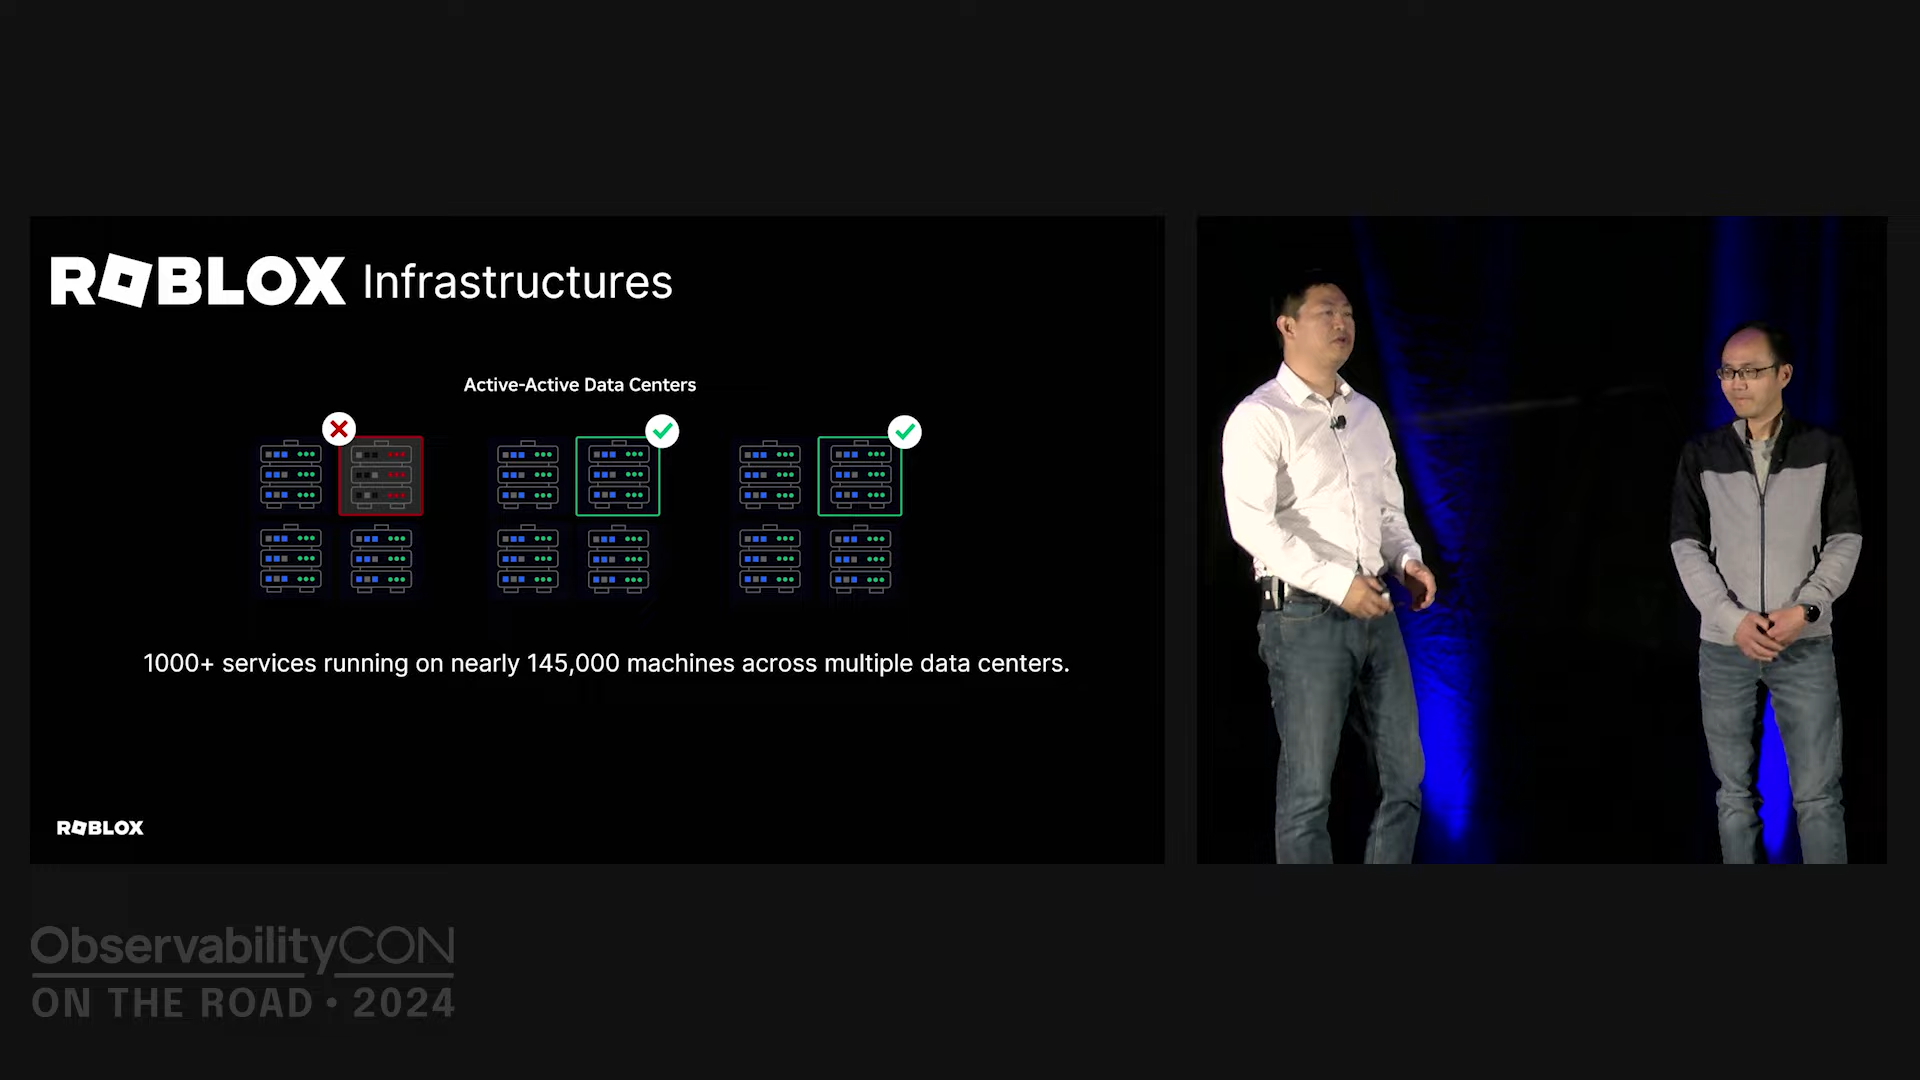 ROBLOX Infrastructures
Active-Active Data Centers
1000+ services running on nearly 145,000 machines across multiple data centers.
ROBLOX
ObservabilityCON
ON THE ROAD • 2024